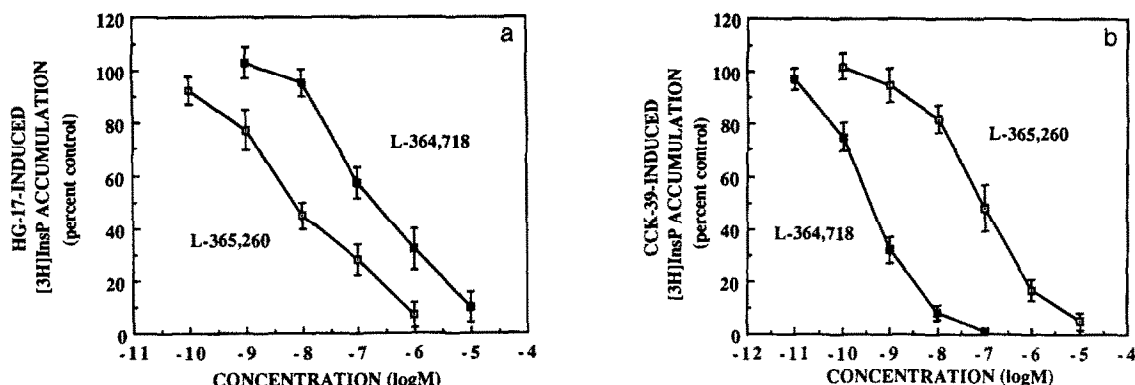 120
100
80
60
40
20
0
HG-17-INDUCED
[3H]InsP ACCUMULATION
(percent control)
a
L-364,718
L-365,260
-11 -10 -9 -8 -7 -6 -5 -4
CONCENTRATION (logM)
120
100
80
60
40
20
0
CCK-39-INDUCED
[3H]InsP ACCUMULATION
(percent control)
b
L-365,260
L-364,718
-12 -11 -10 -9 -8 -7 -6 -5 -4
CONCENTRATION (logM)